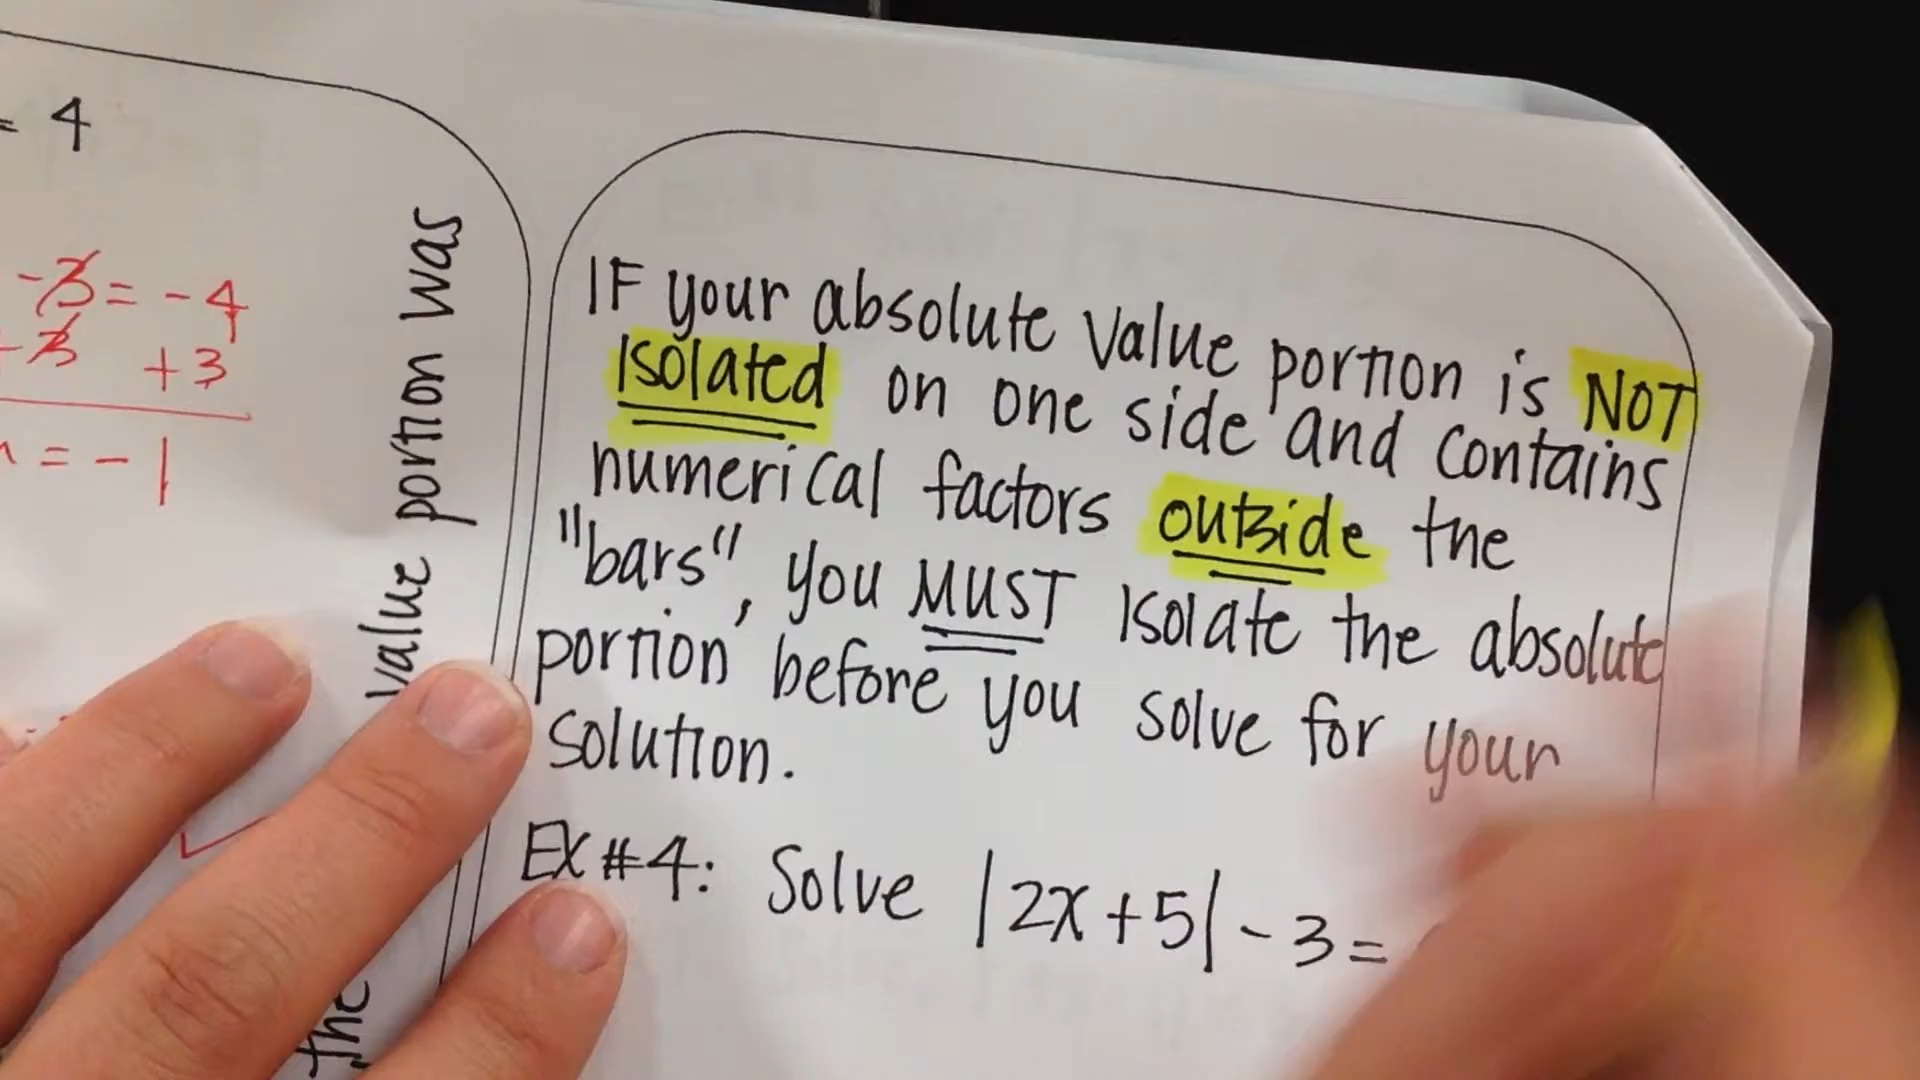 = 4
-3 = -4
+3 +3
= -1
value portion was
the
IF your absolute value portion is NOT
isolated on one side and contains
numerical factors outside the
"bars", you MUST isolate the absolute
portion before you solve for your
solution.
EX #4: Solve |2x+5| - 3 =